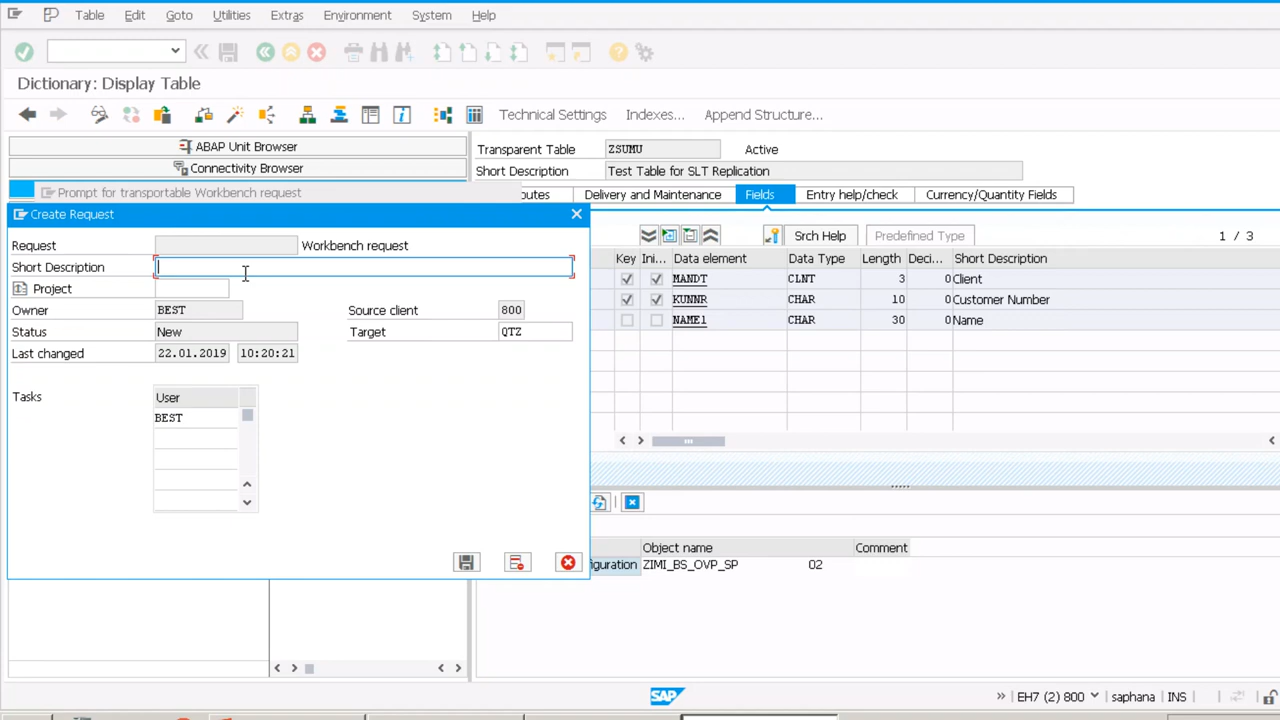 Table Edit Goto Utilities Extras Environment System Help
Dictionary: Display Table
Technical Settings Indexes... Append Structure...
ABAP Unit Browser
Connectivity Browser
Transparent Table ZSUMU Active
Short Description Test Table for SLT Replication
Prompt for transportable Workbench request
butes Delivery and Maintenance Fields Entry help/check Currency/Quantity Fields
Create Request
Srch Help Predefined Type 1 / 3
Request Workbench request
Short Description
Project
Owner BEST Source client 800
Status New Target QTZ
Last changed 22.01.2019 10:20:21
Tasks User
BEST
Key Ini... Data element Data Type Length Deci... Short Description
MANDT CLNT 3 0 Client
KUNNR CHAR 10 0 Customer Number
NAME1 CHAR 30 0 Name
Object name Comment
figuration ZIMI_BS_OVP_SP 02
SAP
EH7 (2) 800 saphana INS